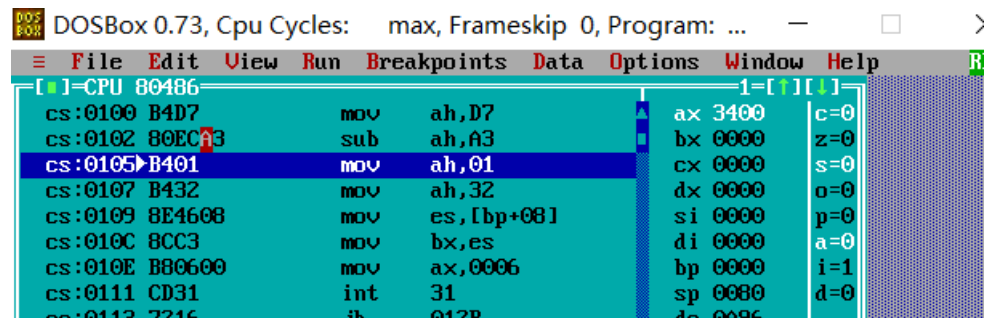 DOSBox 0.73, Cpu Cycles: max, Frameskip 0, Program: ...
≡ File Edit View Run Breakpoints Data Options Window Help
[■]=CPU 80486 1=[↑][↓]
cs:0100 B4D7 mov ah,D7 ax 3400 c=0
cs:0102 80ECA3 sub ah,A3 bx 0000 z=0
cs:0105►B401 mov ah,01 cx 0000 s=0
cs:0107 B432 mov ah,32 dx 0000 o=0
cs:0109 8E4608 mov es,[bp+08] si 0000 p=0
cs:010C 8CC3 mov bx,es di 0000 a=0
cs:010E B80600 mov ax,0006 bp 0000 i=1
cs:0111 CD31 int 31 sp 0080 d=0